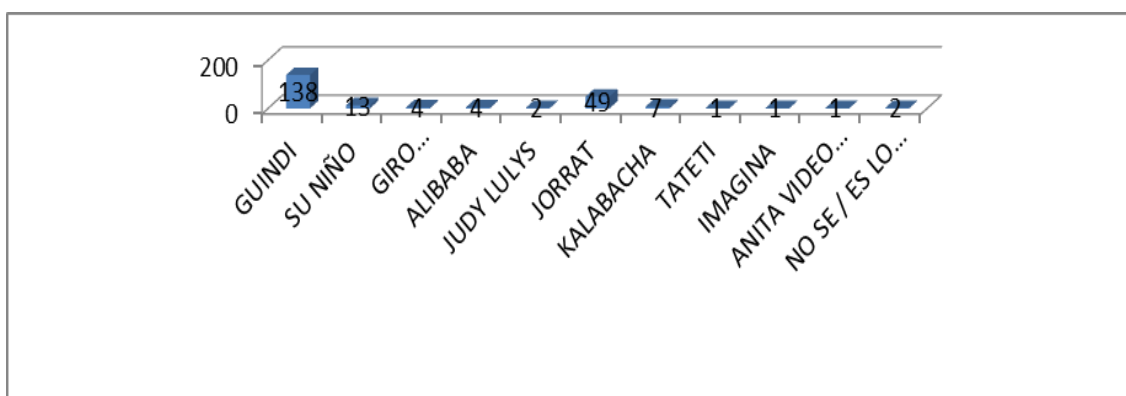 200
0
138
13
4
4
2
49
7
1
1
1
2
GUINDI
SU NIÑO
GIRO...
ALIBABA
JUDY LULYS
JORRAT
KALABACHA
TATETI
IMAGINA
ANITA VIDEO...
NO SE / ES LO...